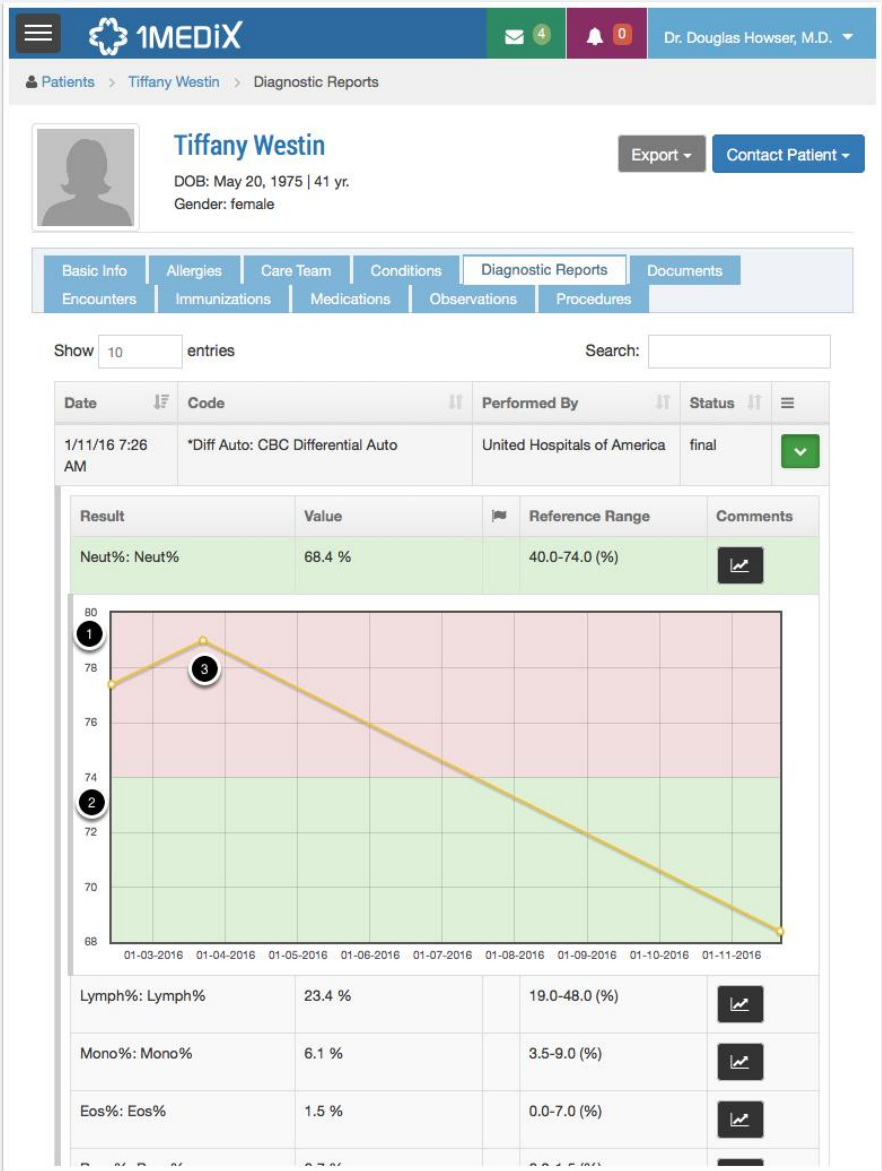 1MEDiX
4
0
Dr. Douglas Howser, M.D.
Patients > Tiffany Westin > Diagnostic Reports
Tiffany Westin
DOB: May 20, 1975 | 41 yr.
Gender: female
Export
Contact Patient
Basic Info Allergies Care Team Conditions Diagnostic Reports Documents
Encounters Immunizations Medications Observations Procedures
Show 10 entries Search:
Date Code Performed By Status
1/11/16 7:26 AM *Diff Auto: CBC Differential Auto United Hospitals of America final
Result Value Reference Range Comments
Neut%: Neut% 68.4 % 40.0-74.0 (%)
80
1
78
3
76
74
2
72
70
68
01-03-2016 01-04-2016 01-05-2016 01-06-2016 01-07-2016 01-08-2016 01-09-2016 01-10-2016 01-11-2016
Lymph%: Lymph% 23.4 % 19.0-48.0 (%)
Mono%: Mono% 6.1 % 3.5-9.0 (%)
Eos%: Eos% 1.5 % 0.0-7.0 (%)